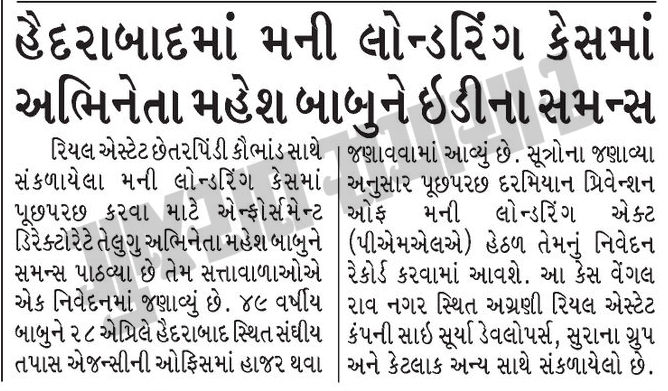 હૈદરાબાદમાં મની લોન્ડરિંગ કેસમાં
અભિનેતા મહેશ બાબુને ઇડીના સમન્સ
રિયલ એસ્ટેટ છેતરપિંડી કૌભાંડ સાથે
સંકળાયેલા મની લોન્ડરિંગ કેસમાં
પૂછપરછ કરવા માટે એન્ફોર્સમેન્ટ
ડિરેક્ટોરેટે તેલુગુ અભિનેતા મહેશ બાબુને
સમન્સ પાઠવ્યા છે તેમ સત્તાવાળાઓએ
એક નિવેદનમાં જણાવ્યું છે. ૪૯ વર્ષીય
બાબુને ૨૮ એપ્રિલે હૈદરાબાદ સ્થિત સંઘીય
તપાસ એજન્સીની ઓફિસમાં હાજર થવા
જણાવવામાં આવ્યું છે. સૂત્રોના જણાવ્યા
અનુસાર પૂછપરછ દરમિયાન પ્રિવેન્શન
ઓફ મની લોન્ડરિંગ એક્ટ
(પીએમએલએ) હેઠળ તેમનું નિવેદન
રેકોર્ડ કરવામાં આવશે. આ કેસ વેંગલ
રાવ નગર સ્થિત અગ્રણી રિયલ એસ્ટેટ
કંપની સાઇ સૂર્યા ડેવલોપર્સ, સુરાના ગ્રુપ
અને કેટલાક અન્ય સાથે સંકળાયેલો છે.
ગુજરાત સમાચાર